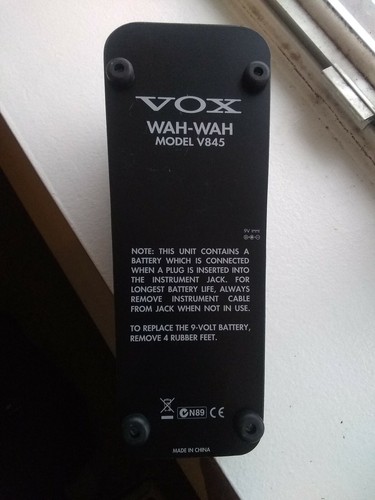 VOX
WAH-WAH
MODEL V845
9V
NOTE: THIS UNIT CONTAINS A
BATTERY WHICH IS CONNECTED
WHEN A PLUG IS INSERTED INTO
THE INSTRUMENT JACK. FOR
LONGEST BATTERY LIFE, ALWAYS
REMOVE INSTRUMENT CABLE
FROM JACK WHEN NOT IN USE.
TO REPLACE THE 9-VOLT BATTERY,
REMOVE 4 RUBBER FEET.
N89 CE
MADE IN CHINA